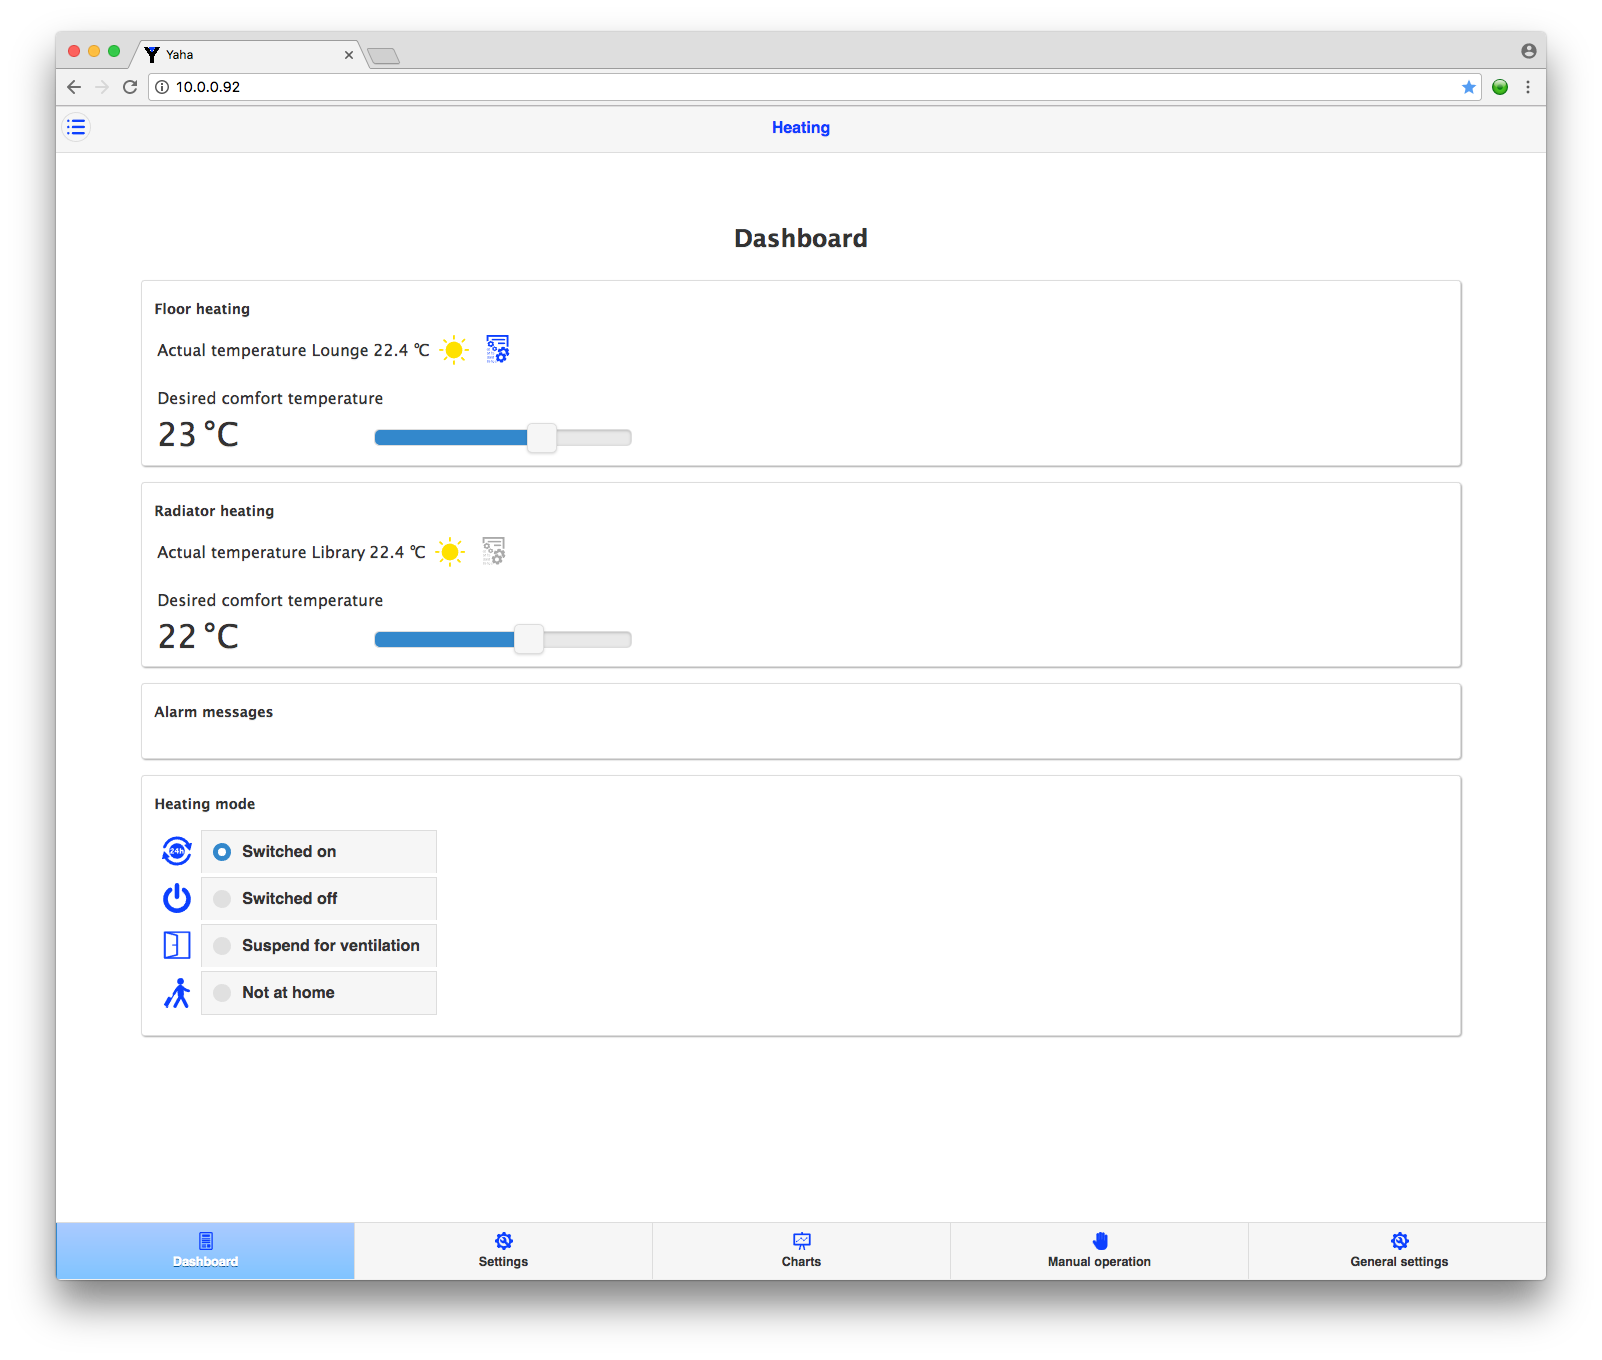 Yaha
10.0.0.92
Heating
Dashboard
Floor heating
Actual temperature Lounge 22.4 °C
Desired comfort temperature
23 °C
Radiator heating
Actual temperature Library 22.4 °C
Desired comfort temperature
22 °C
Alarm messages
Heating mode
24h
Switched on
Switched off
Suspend for ventilation
Not at home
Dashboard
Settings
Charts
Manual operation
General settings